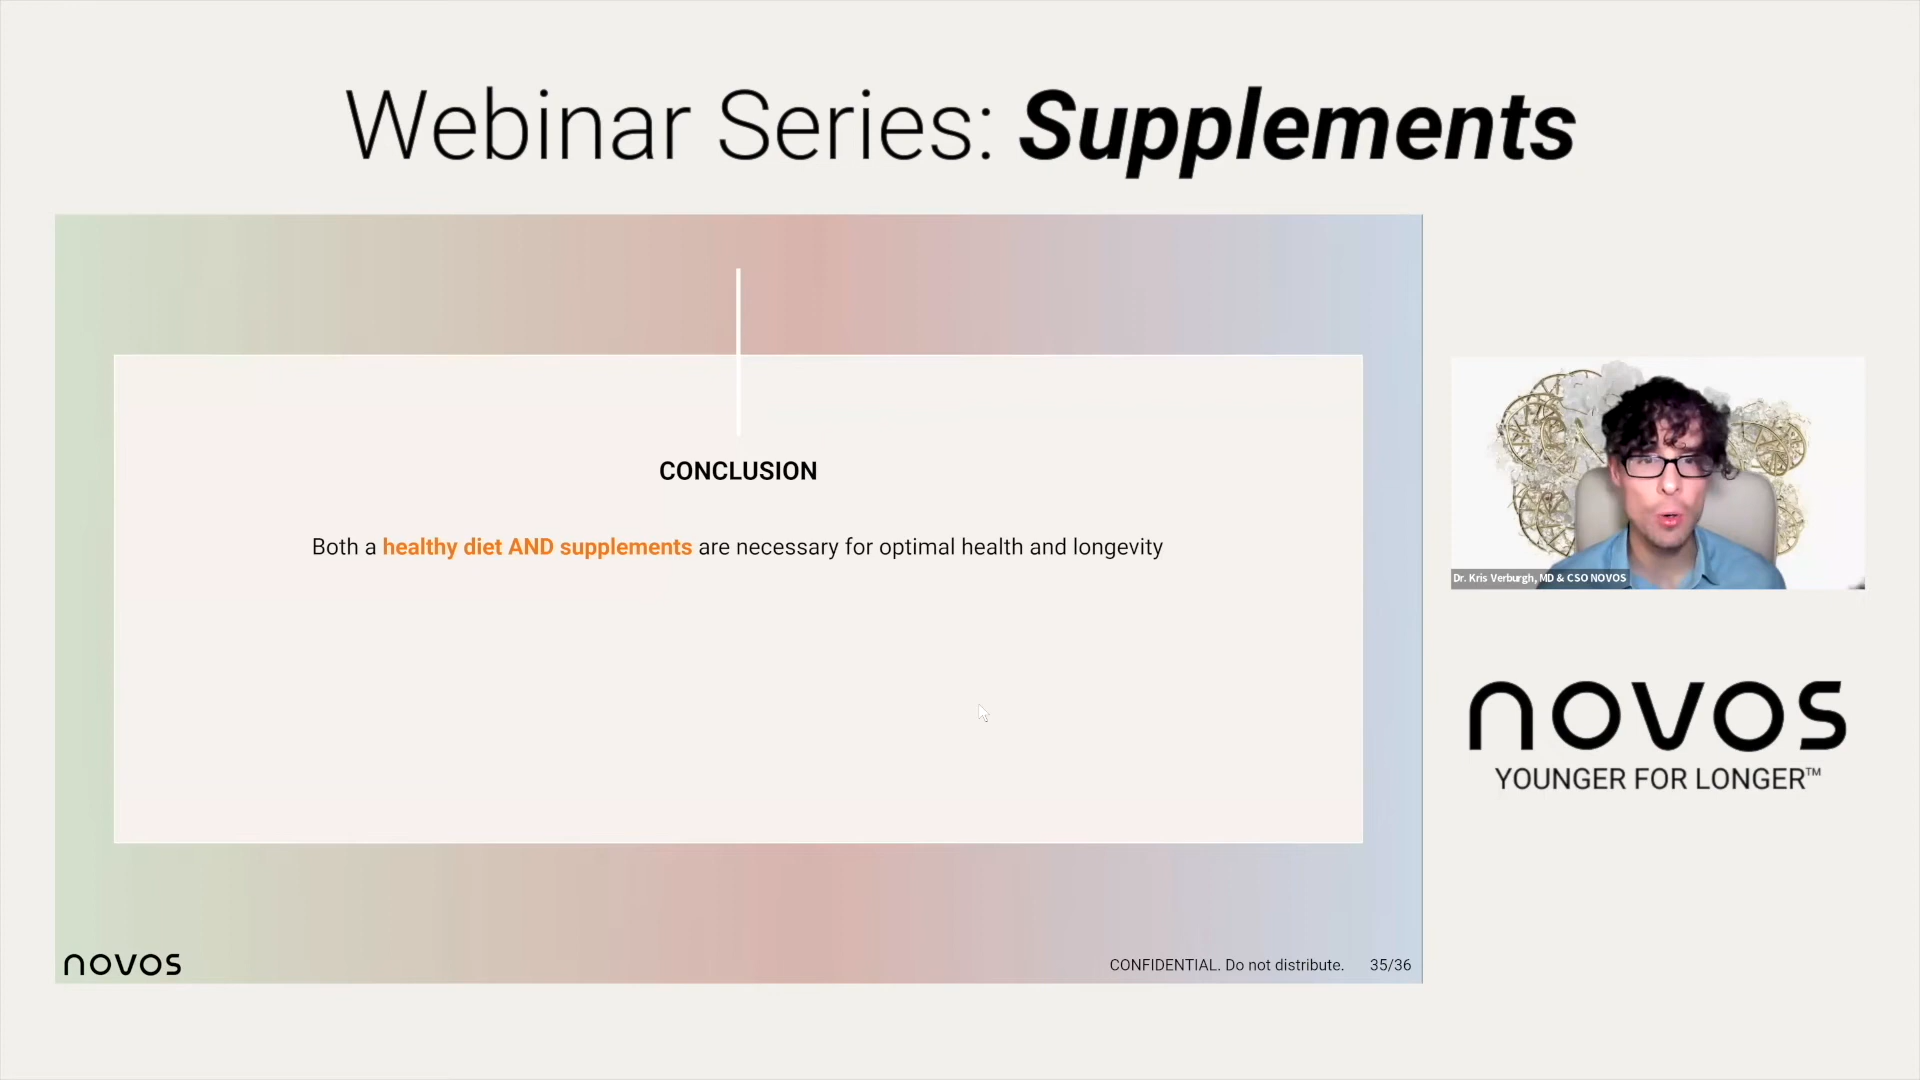 Webinar Series: Supplements
CONCLUSION
Both a healthy diet AND supplements are necessary for optimal health and longevity
Dr. Kris Verburgh, MD & CSO NOVOS
novos
YOUNGER FOR LONGER™
novos
CONFIDENTIAL. Do not distribute. 35/36